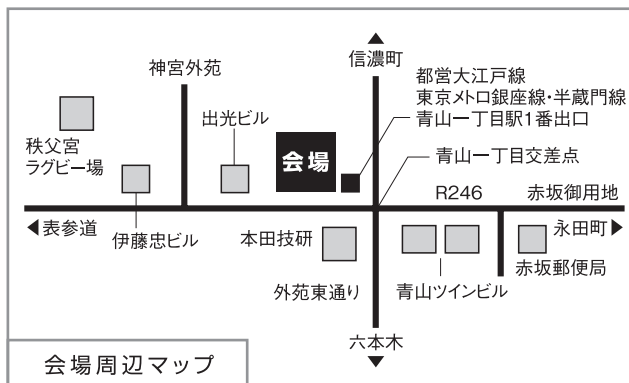 信濃町
神宮外苑
都営大江戸線
東京メトロ銀座線・半蔵門線
青山一丁目駅1番出口
出光ビル
秩父宮
ラグビー場
会場
青山一丁目交差点
R246
赤坂御用地
表参道
伊藤忠ビル
本田技研
永田町
赤坂郵便局
外苑東通り
青山ツインビル
六本木
会場周辺マップ